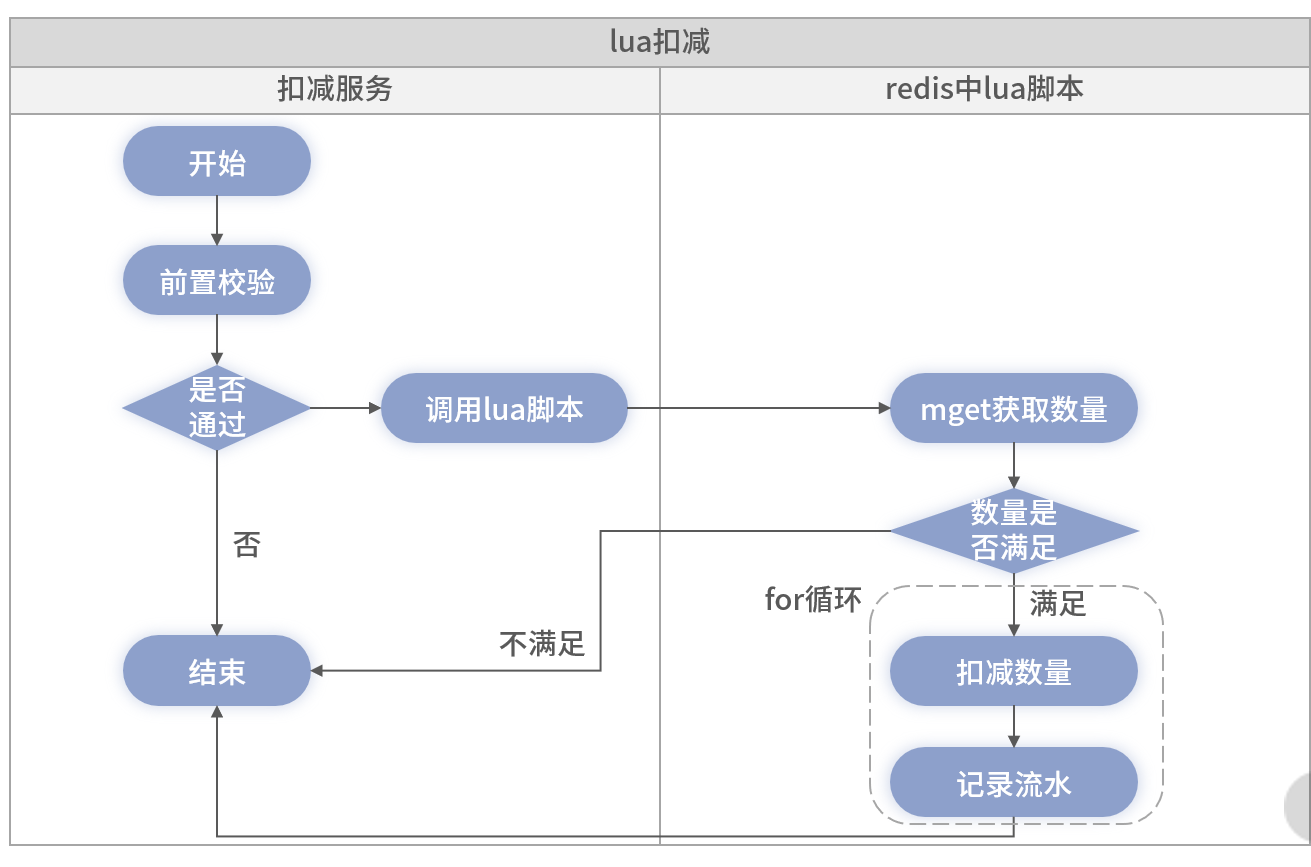 lua扣减
扣减服务
redis中lua脚本
开始
前置校验
是否
通过
调用lua脚本
mget获取数量
数量是
否满足
否
for循环
满足
不满足
结束
扣减数量
记录流水